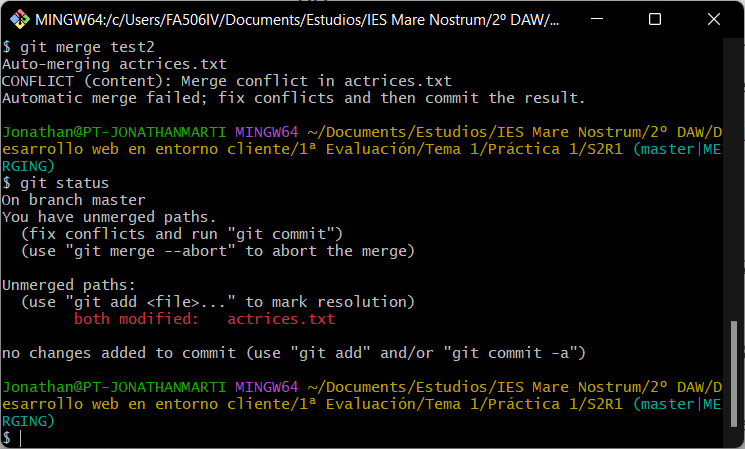 MINGW64:/c/Users/FA506IV/Documents/Estudios/IES Mare Nostrum/2º DAW/...
$ git merge test2
Auto-merging actrices.txt
CONFLICT (content): Merge conflict in actrices.txt
Automatic merge failed; fix conflicts and then commit the result.
Jonathan@PT-JONATHANMARTI MINGW64 ~/Documents/Estudios/IES Mare Nostrum/2º DAW/D
esarrollo web en entorno cliente/1ª Evaluación/Tema 1/Práctica 1/S2R1 (master|ME
RGING)
$ git status
On branch master
You have unmerged paths.
  (fix conflicts and run "git commit")
  (use "git merge --abort" to abort the merge)
Unmerged paths:
  (use "git add <file>..." to mark resolution)
        both modified:   actrices.txt
no changes added to commit (use "git add" and/or "git commit -a")
Jonathan@PT-JONATHANMARTI MINGW64 ~/Documents/Estudios/IES Mare Nostrum/2º DAW/D
esarrollo web en entorno cliente/1ª Evaluación/Tema 1/Práctica 1/S2R1 (master|ME
RGING)
$